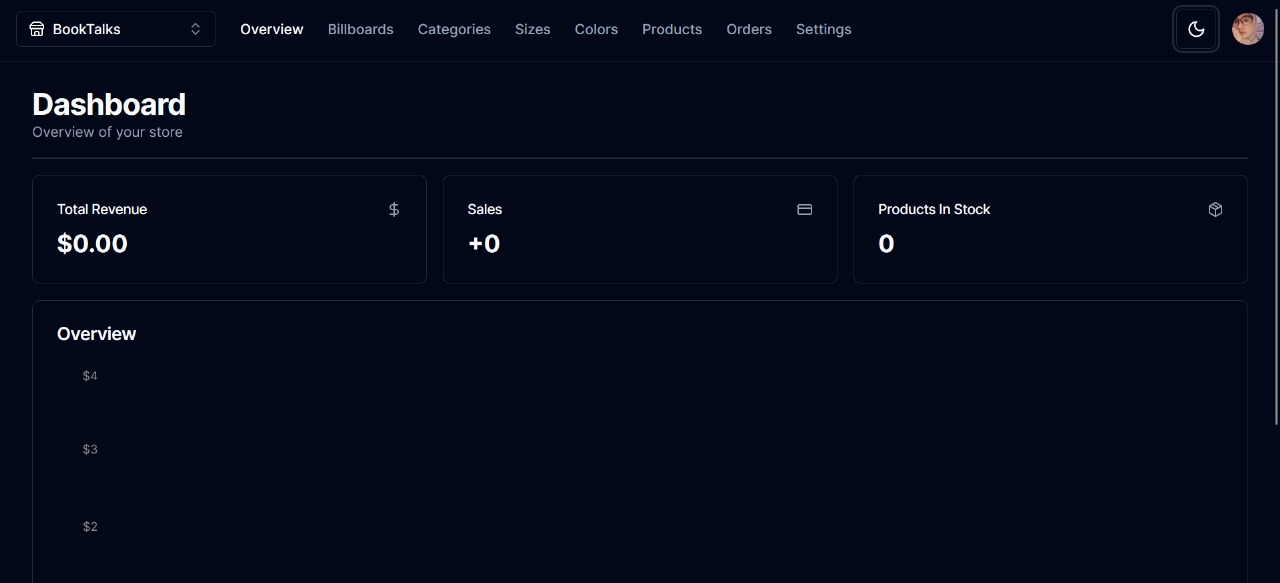 BookTalks Overview Billboards Categories Sizes Colors Products Orders Settings
Dashboard
Overview of your store
Total Revenue
$0.00
Sales
+0
Products In Stock
0
Overview
$4
$3
$2